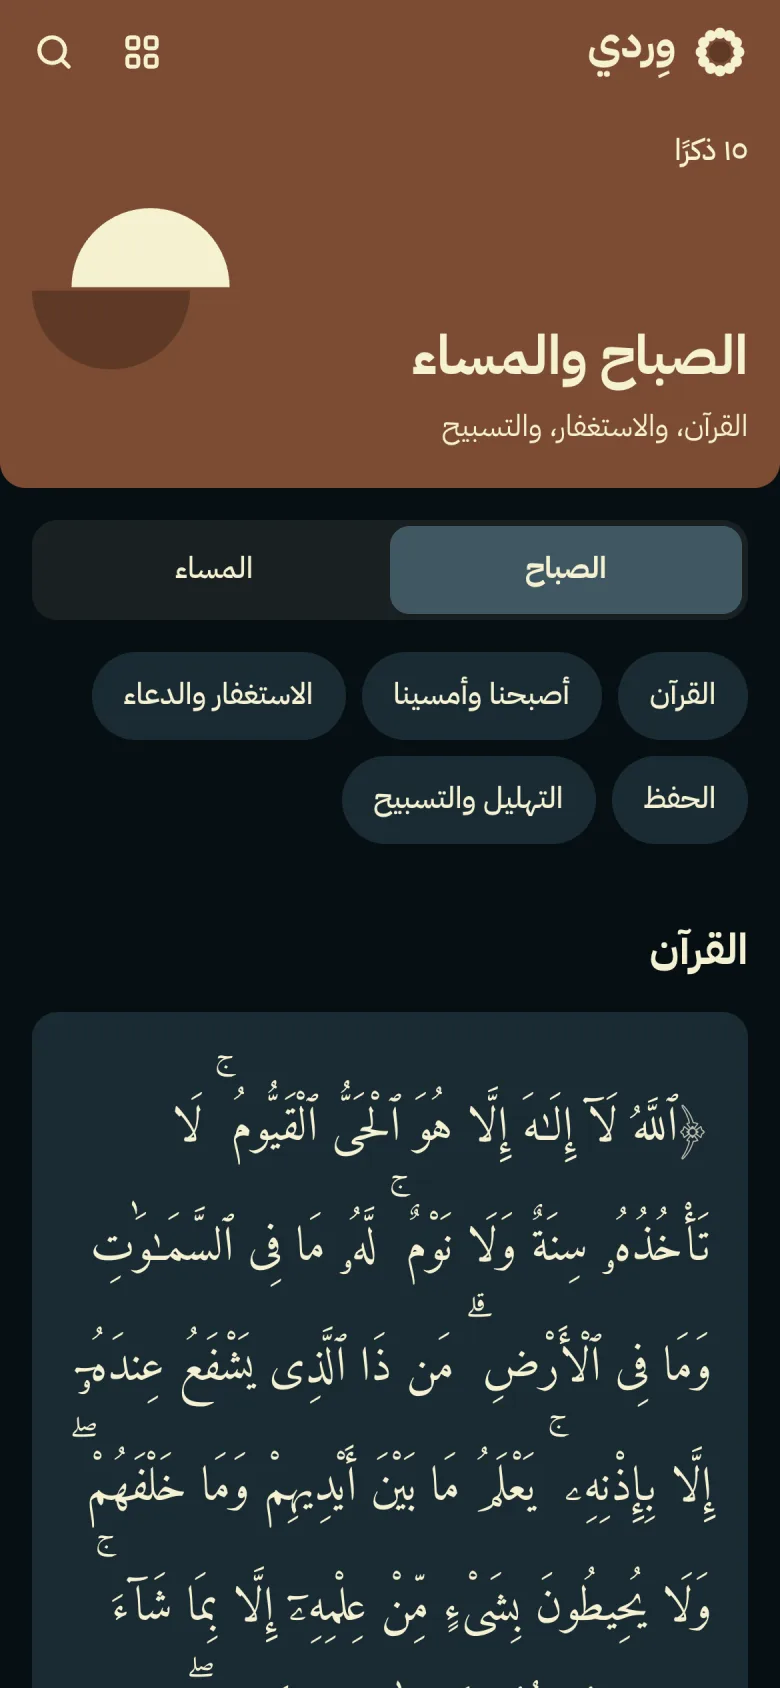 وِردي
١٥ ذكرًا
الصباح والمساء
القرآن، والاستغفار، والتسبيح
الصباح
المساء
القرآن
أصبحنا وأمسينا
الاستغفار والدعاء
الحفظ
التهليل والتسبيح
القرآن
﴿ٱللَّهُ لَآ إِلَـٰهَ إِلَّا هُوَ ٱلْحَىُّ ٱلْقَيُّومُ ۚ لَا
تَأْخُذُهُۥ سِنَةٌ وَلَا نَوْمٌ ۚ لَّهُۥ مَا فِى ٱلسَّمَـٰوَٰتِ
وَمَا فِى ٱلْأَرْضِ ۗ مَن ذَا ٱلَّذِى يَشْفَعُ عِندَهُۥٓ
إِلَّا بِإِذْنِهِۦ ۚ يَعْلَمُ مَا بَيْنَ أَيْدِيهِمْ وَمَا خَلْفَهُمْ ۖ
وَلَا يُحِيطُونَ بِشَىْءٍ مِّنْ عِلْمِهِۦٓ إِلَّا بِمَا شَآءَ ۚ